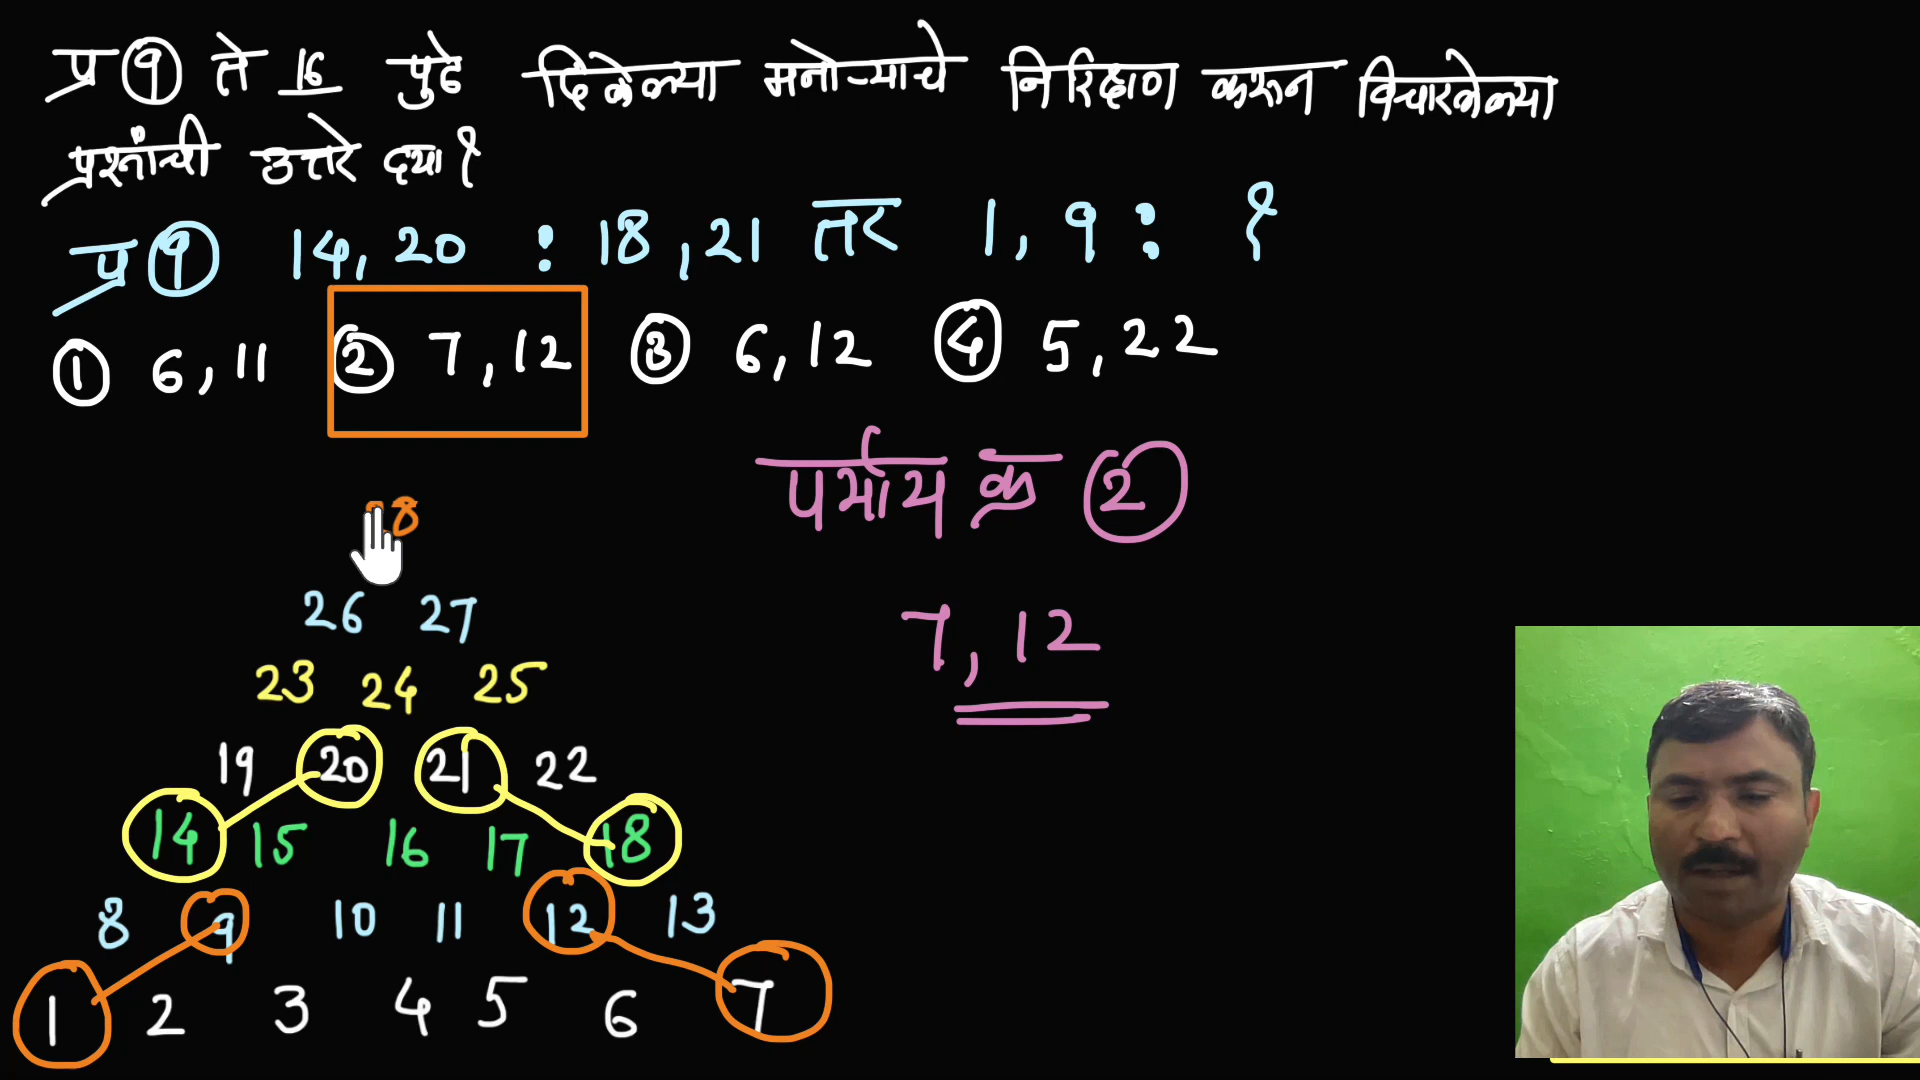 प्र ९ ते 16 पुढे दिलेल्या मनोऱ्याचे निरिक्षाण करून विचारलेल्या
प्रश्नांची उत्तरे दया ?
प्र ९ 14, 20 : 18, 21 तर 1, 9 : ?
① 6, 11 ② 7, 12 ③ 6, 12 ④ 5, 22
पर्याय क्र ②
7, 12
26 27
23 24 25
19 20 21 22
14 15 16 17 18
8 9 10 11 12 13
1 2 3 4 5 6 7